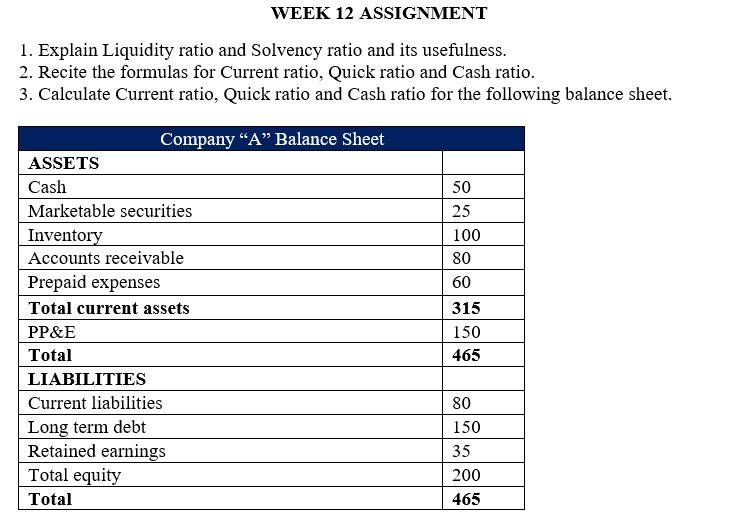 WEEK 12 ASSIGNMENT
1. Explain Liquidity ratio and Solvency ratio and its usefulness.
2. Recite the formulas for Current ratio, Quick ratio and Cash ratio.
3. Calculate Current ratio, Quick ratio and Cash ratio for the following balance sheet.
Company “A” Balance Sheet
ASSETS
Cash 50
Marketable securities 25
Inventory 100
Accounts receivable 80
Prepaid expenses 60
Total current assets 315
PP&E 150
Total 465
LIABILITIES
Current liabilities 80
Long term debt 150
Retained earnings 35
Total equity 200
Total 465